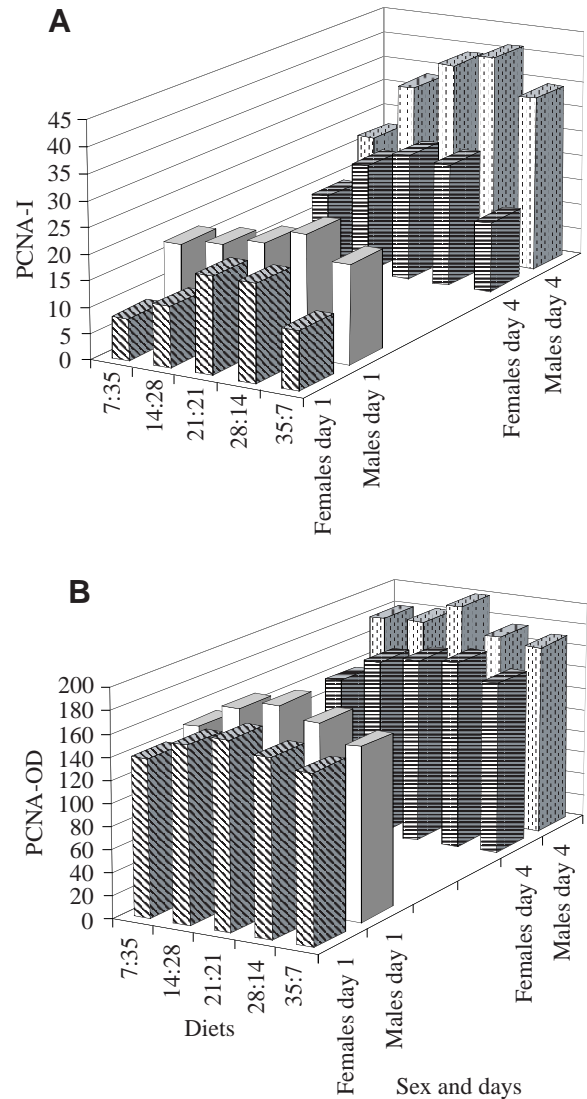 A
45
40
35
30
25
20
15
10
5
0
PCNA-I
7:35
14:28
21:21
28:14
35:7
Females day 1
Males day 1
Females day 4
Males day 4
B
200
180
160
140
120
100
80
60
40
20
0
PCNA-OD
7:35
14:28
21:21
28:14
35:7
Diets
Females day 1
Males day 1
Females day 4
Males day 4
Sex and days